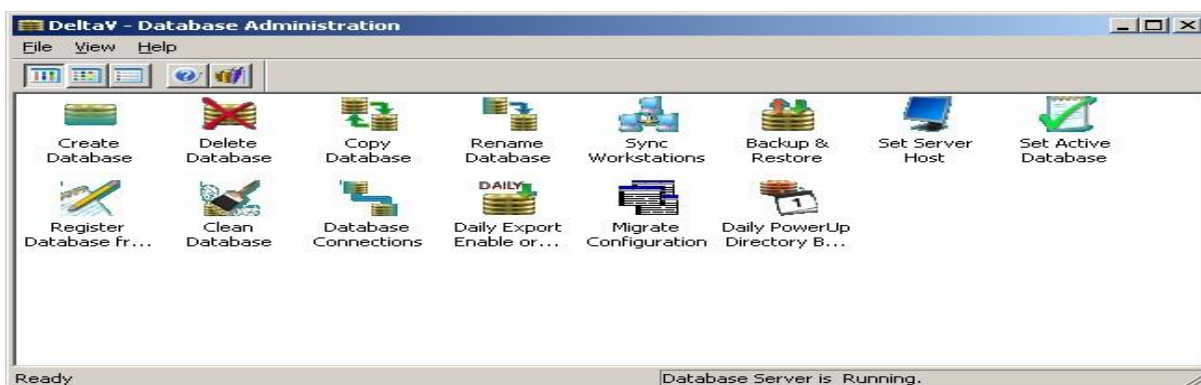 DeltaV - Database Administration
File View Help
Create Database
Delete Database
Copy Database
Rename Database
Sync Workstations
Backup & Restore
Set Server Host
Set Active Database
Register Database fr...
Clean Database
Database Connections
DAILY
Daily Export Enable or...
Migrate Configuration
1
Daily PowerUp Directory B...
Ready
Database Server is Running.